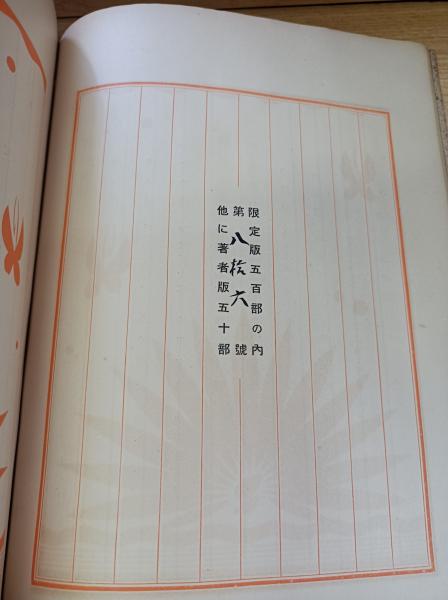 限定版五百部の內
第八拾六號
他に著者版五十部